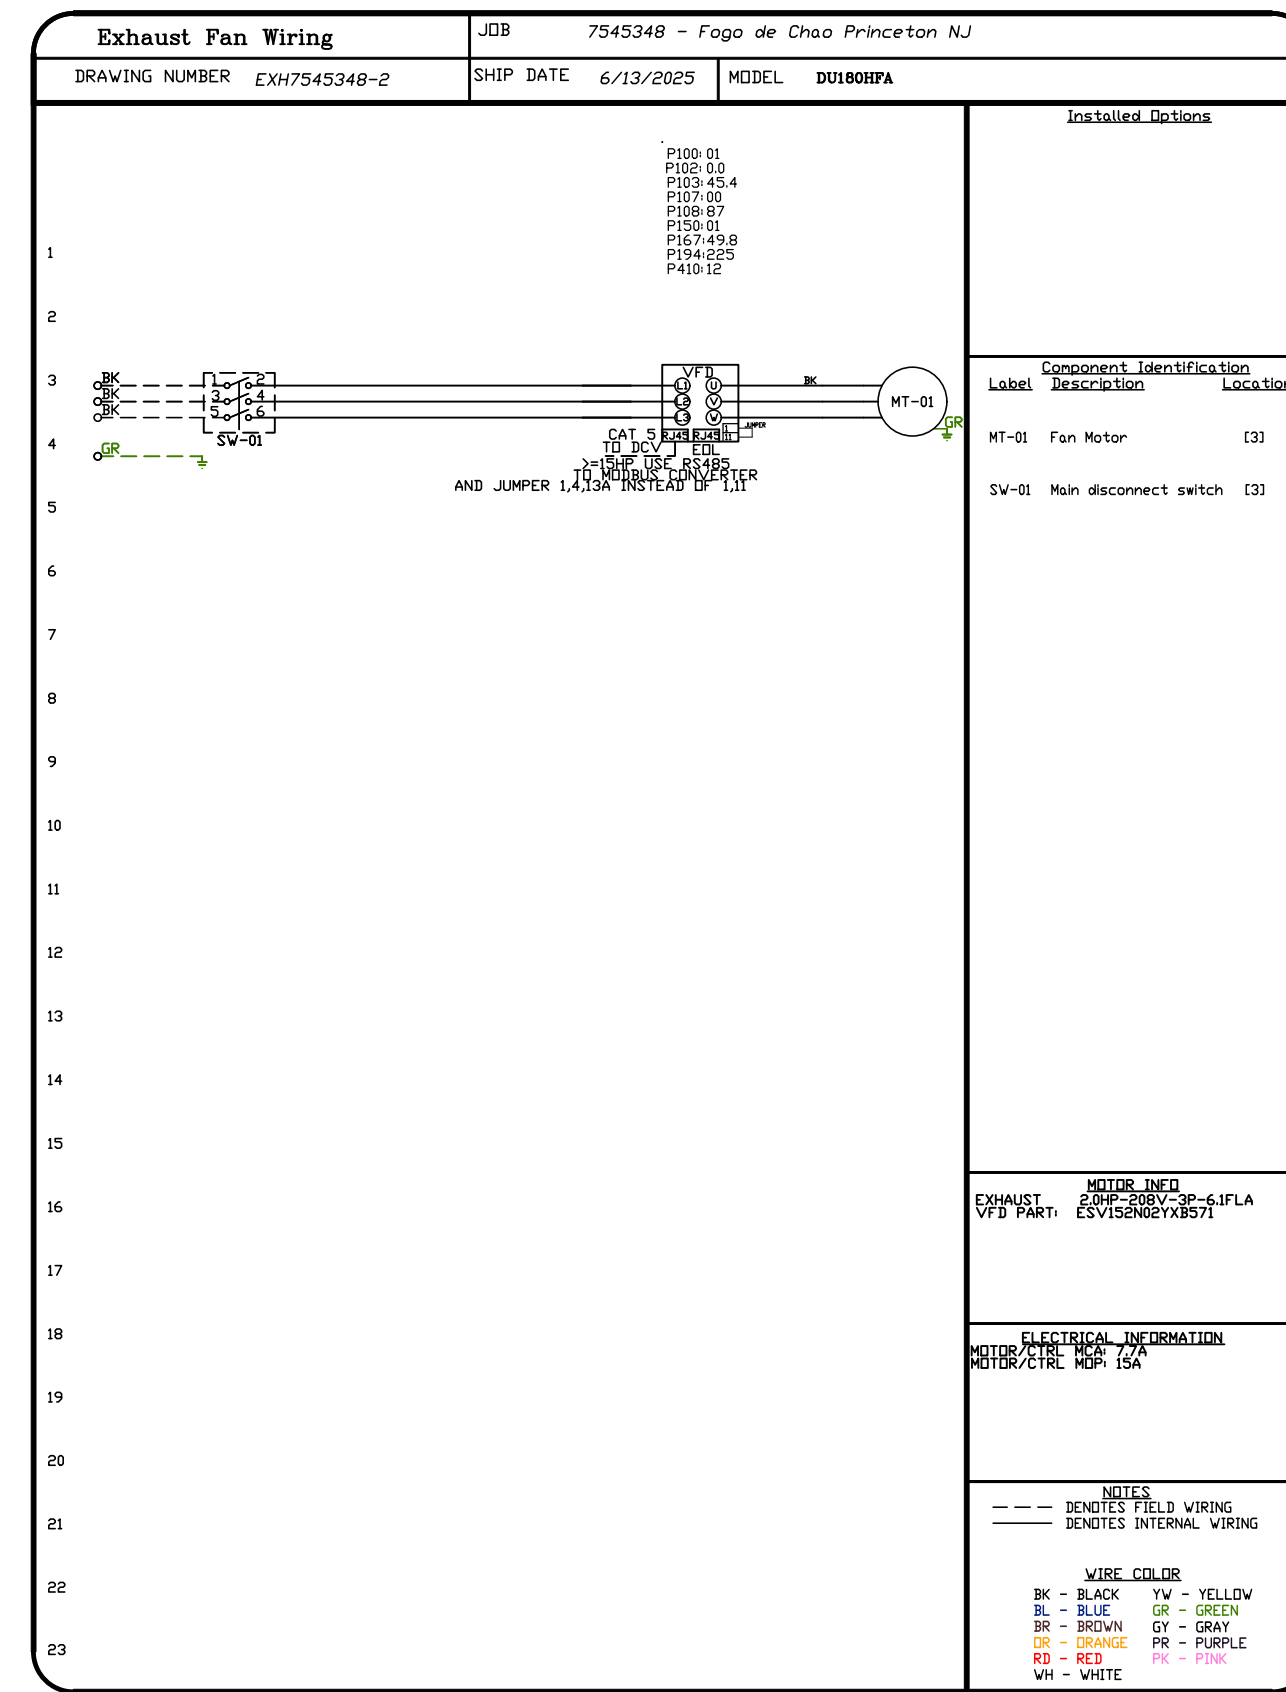 Exhaust Fan Wiring
JOB 7545348 - Fogo de Chao Princeton NJ
DRAWING NUMBER EXH7545348-2
SHIP DATE 6/13/2025
MODEL DU180HFA
Installed Options
P100: 01
P102: 0.0
P103: 45.4
P107: 00
P108: 87
P150: 01
P167: 49.8
P194: 225
P410: 12
1
2
3
4
5
6
7
8
9
10
11
12
13
14
15
16
17
18
19
20
21
22
23
BK
BK
BK
GR
1 2
3 4
5 6
SW-01
VFD
L1 U
L2 V
L3 W
BK
MT-01
GR
RJ45 RJ45
1
11
JUMPER
CAT 5
TO DCV
EOL
>=15HP USE RS485
TO MODBUS CONVERTER
AND JUMPER 1,4,13A INSTEAD OF 1,11
Component Identification
Label Description Location
MT-01 Fan Motor [3]
SW-01 Main disconnect switch [3]
MOTOR INFO
EXHAUST 2.0HP-208V-3P-6.1FLA
VFD PART: ESV152N02YXB571
ELECTRICAL INFORMATION
MOTOR/CTRL MCA: 7.7A
MOTOR/CTRL MOP: 15A
NOTES
DENOTES FIELD WIRING
DENOTES INTERNAL WIRING
WIRE COLOR
BK - BLACK YW - YELLOW
BL - BLUE GR - GREEN
BR - BROWN GY - GRAY
OR - ORANGE PR - PURPLE
RD - RED PK - PINK
WH - WHITE